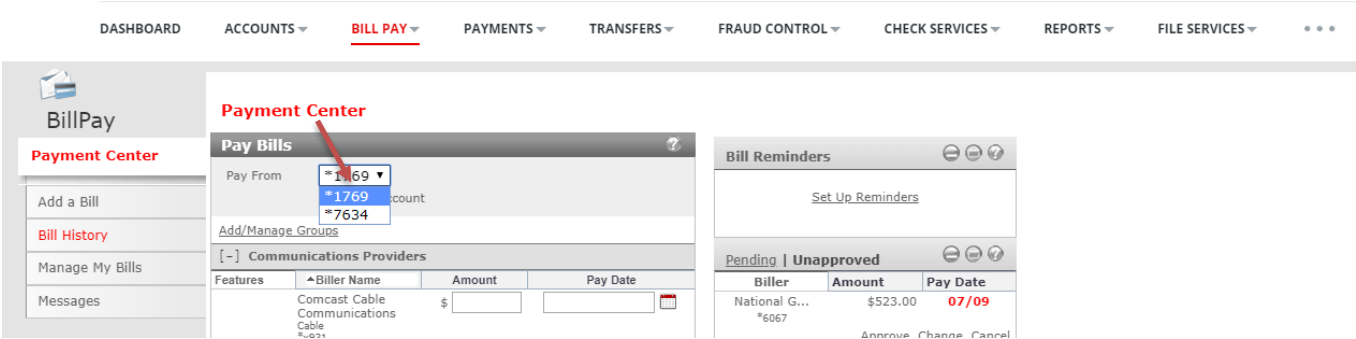 DASHBOARD ACCOUNTS BILL PAY PAYMENTS TRANSFERS FRAUD CONTROL CHECK SERVICES REPORTS FILE SERVICES
BillPay
Payment Center
Add a Bill
Bill History
Manage My Bills
Messages
Payment Center
Pay Bills ?
Pay From *1769
*1769 count
*7634
Add/Manage Groups
[-] Communications Providers
Features Biller Name Amount Pay Date
Comcast Cable $
Communications
Cable
Bill Reminders ?
Set Up Reminders
Pending | Unapproved ?
Biller Amount Pay Date
National G... $523.00 07/09
*6067
Approve Change Cancel